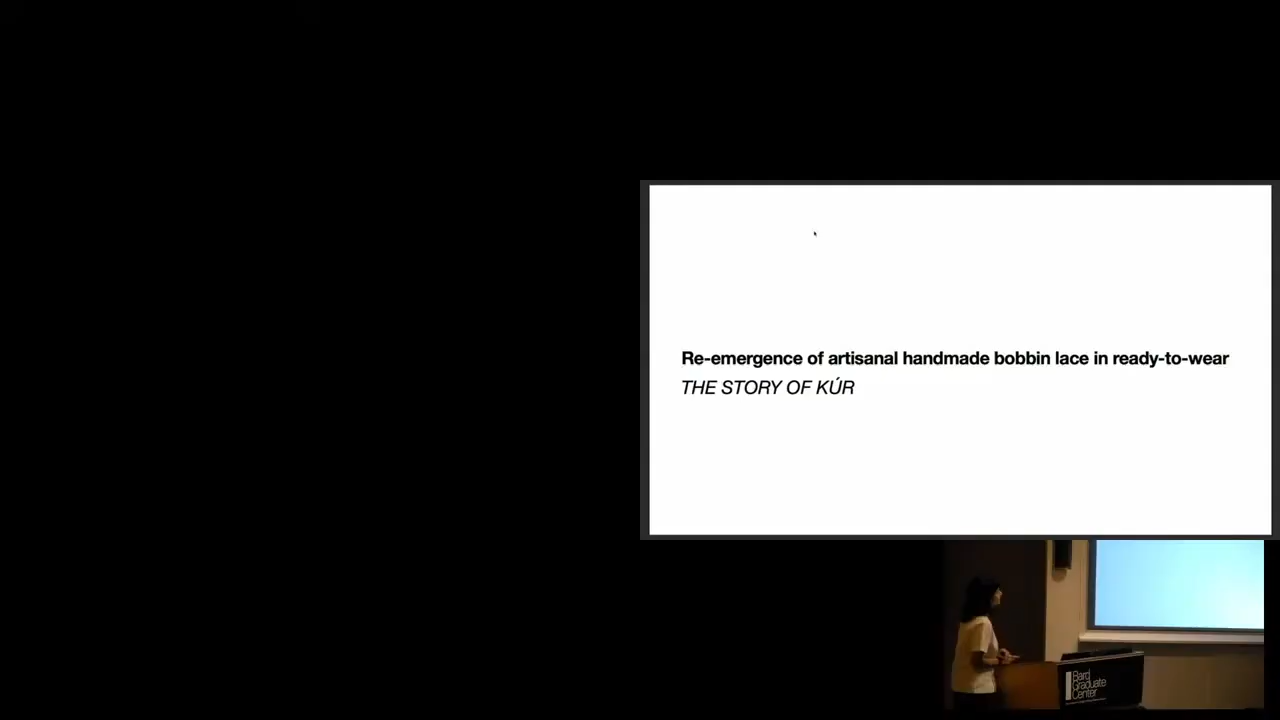 Re-emergence of artisanal handmade bobbin lace in ready-to-wear
THE STORY OF KÚR
Bard
Graduate
Center